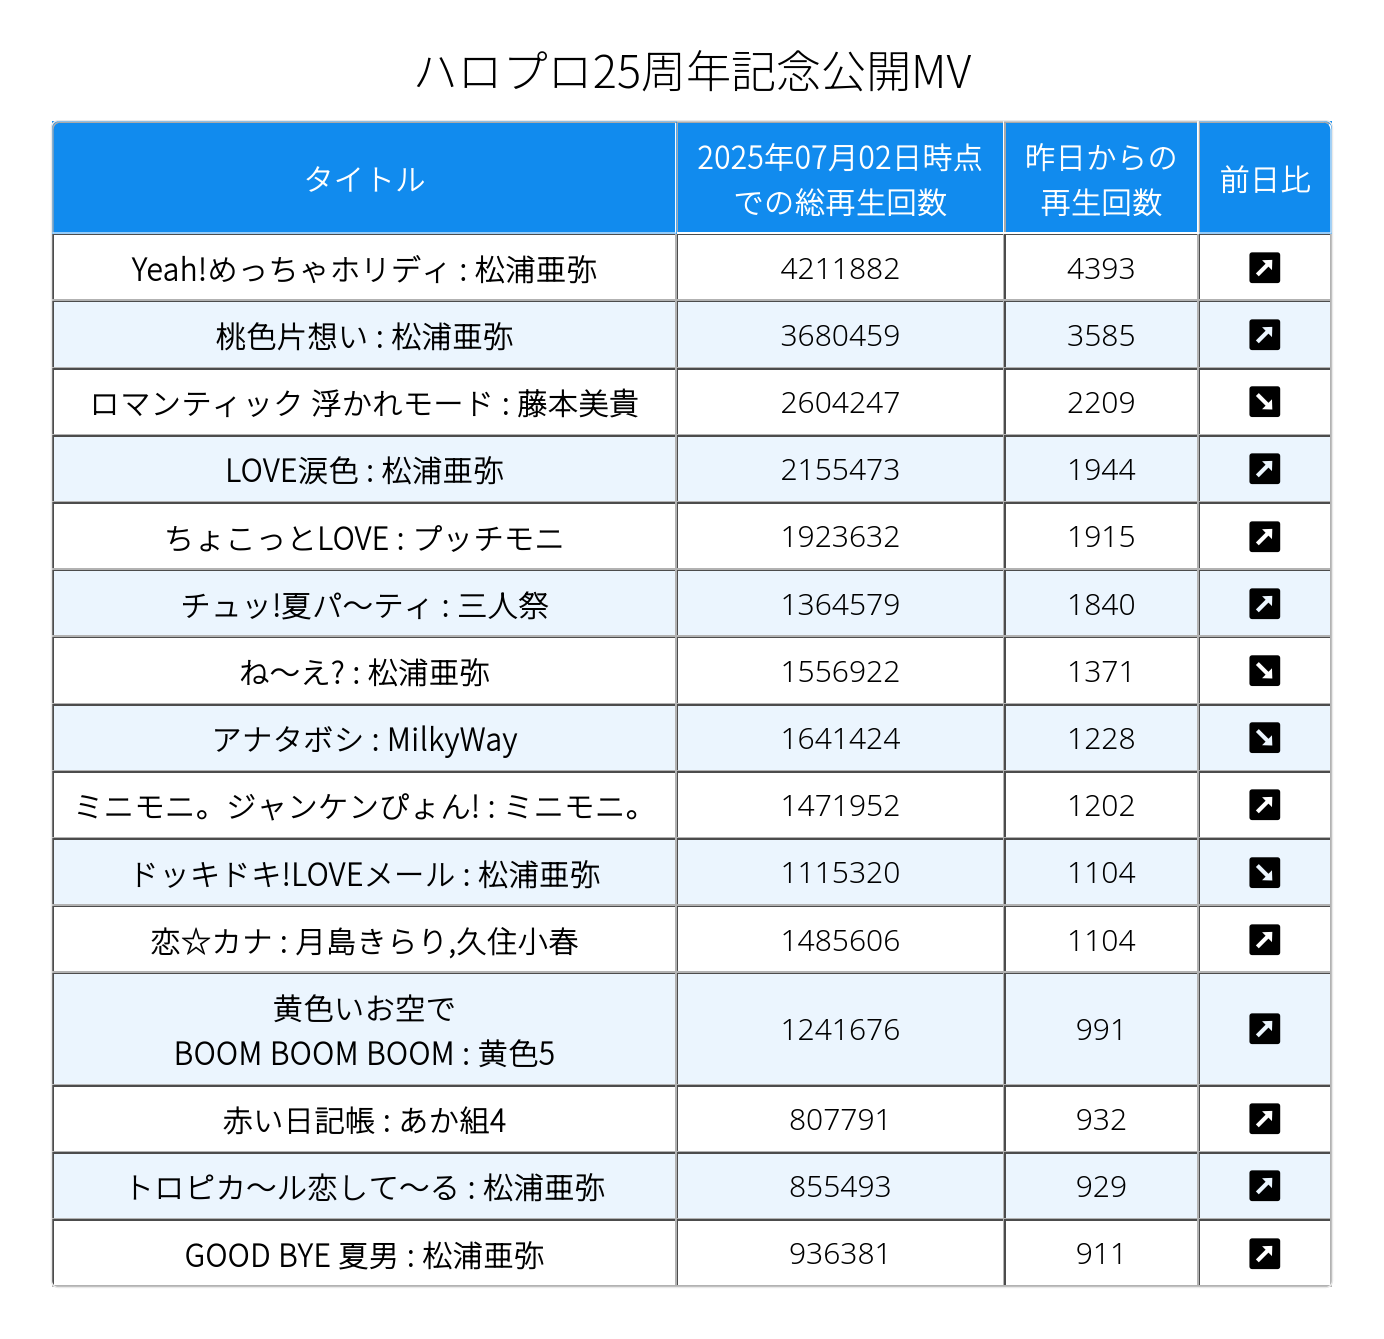 ハロプロ25周年記念公開MV
タイトル
2025年07月02日時点
での総再生回数
昨日からの
再生回数
前日比
Yeah!めっちゃホリディ : 松浦亜弥 4211882 4393 ↗
桃色片想い : 松浦亜弥 3680459 3585 ↗
ロマンティック 浮かれモード : 藤本美貴 2604247 2209 ↘
LOVE涙色 : 松浦亜弥 2155473 1944 ↗
ちょこっとLOVE : プッチモニ 1923632 1915 ↗
チュッ!夏パ〜ティ : 三人祭 1364579 1840 ↗
ね〜え? : 松浦亜弥 1556922 1371 ↘
アナタボシ : MilkyWay 1641424 1228 ↘
ミニモニ。ジャンケンぴょん! : ミニモニ。 1471952 1202 ↗
ドッキドキ!LOVEメール : 松浦亜弥 1115320 1104 ↘
恋☆カナ : 月島きらり,久住小春 1485606 1104 ↗
黄色いお空で
BOOM BOOM BOOM : 黄色5 1241676 991 ↗
赤い日記帳 : あか組4 807791 932 ↗
トロピカ〜ル恋して〜る : 松浦亜弥 855493 929 ↗
GOOD BYE 夏男 : 松浦亜弥 936381 911 ↗